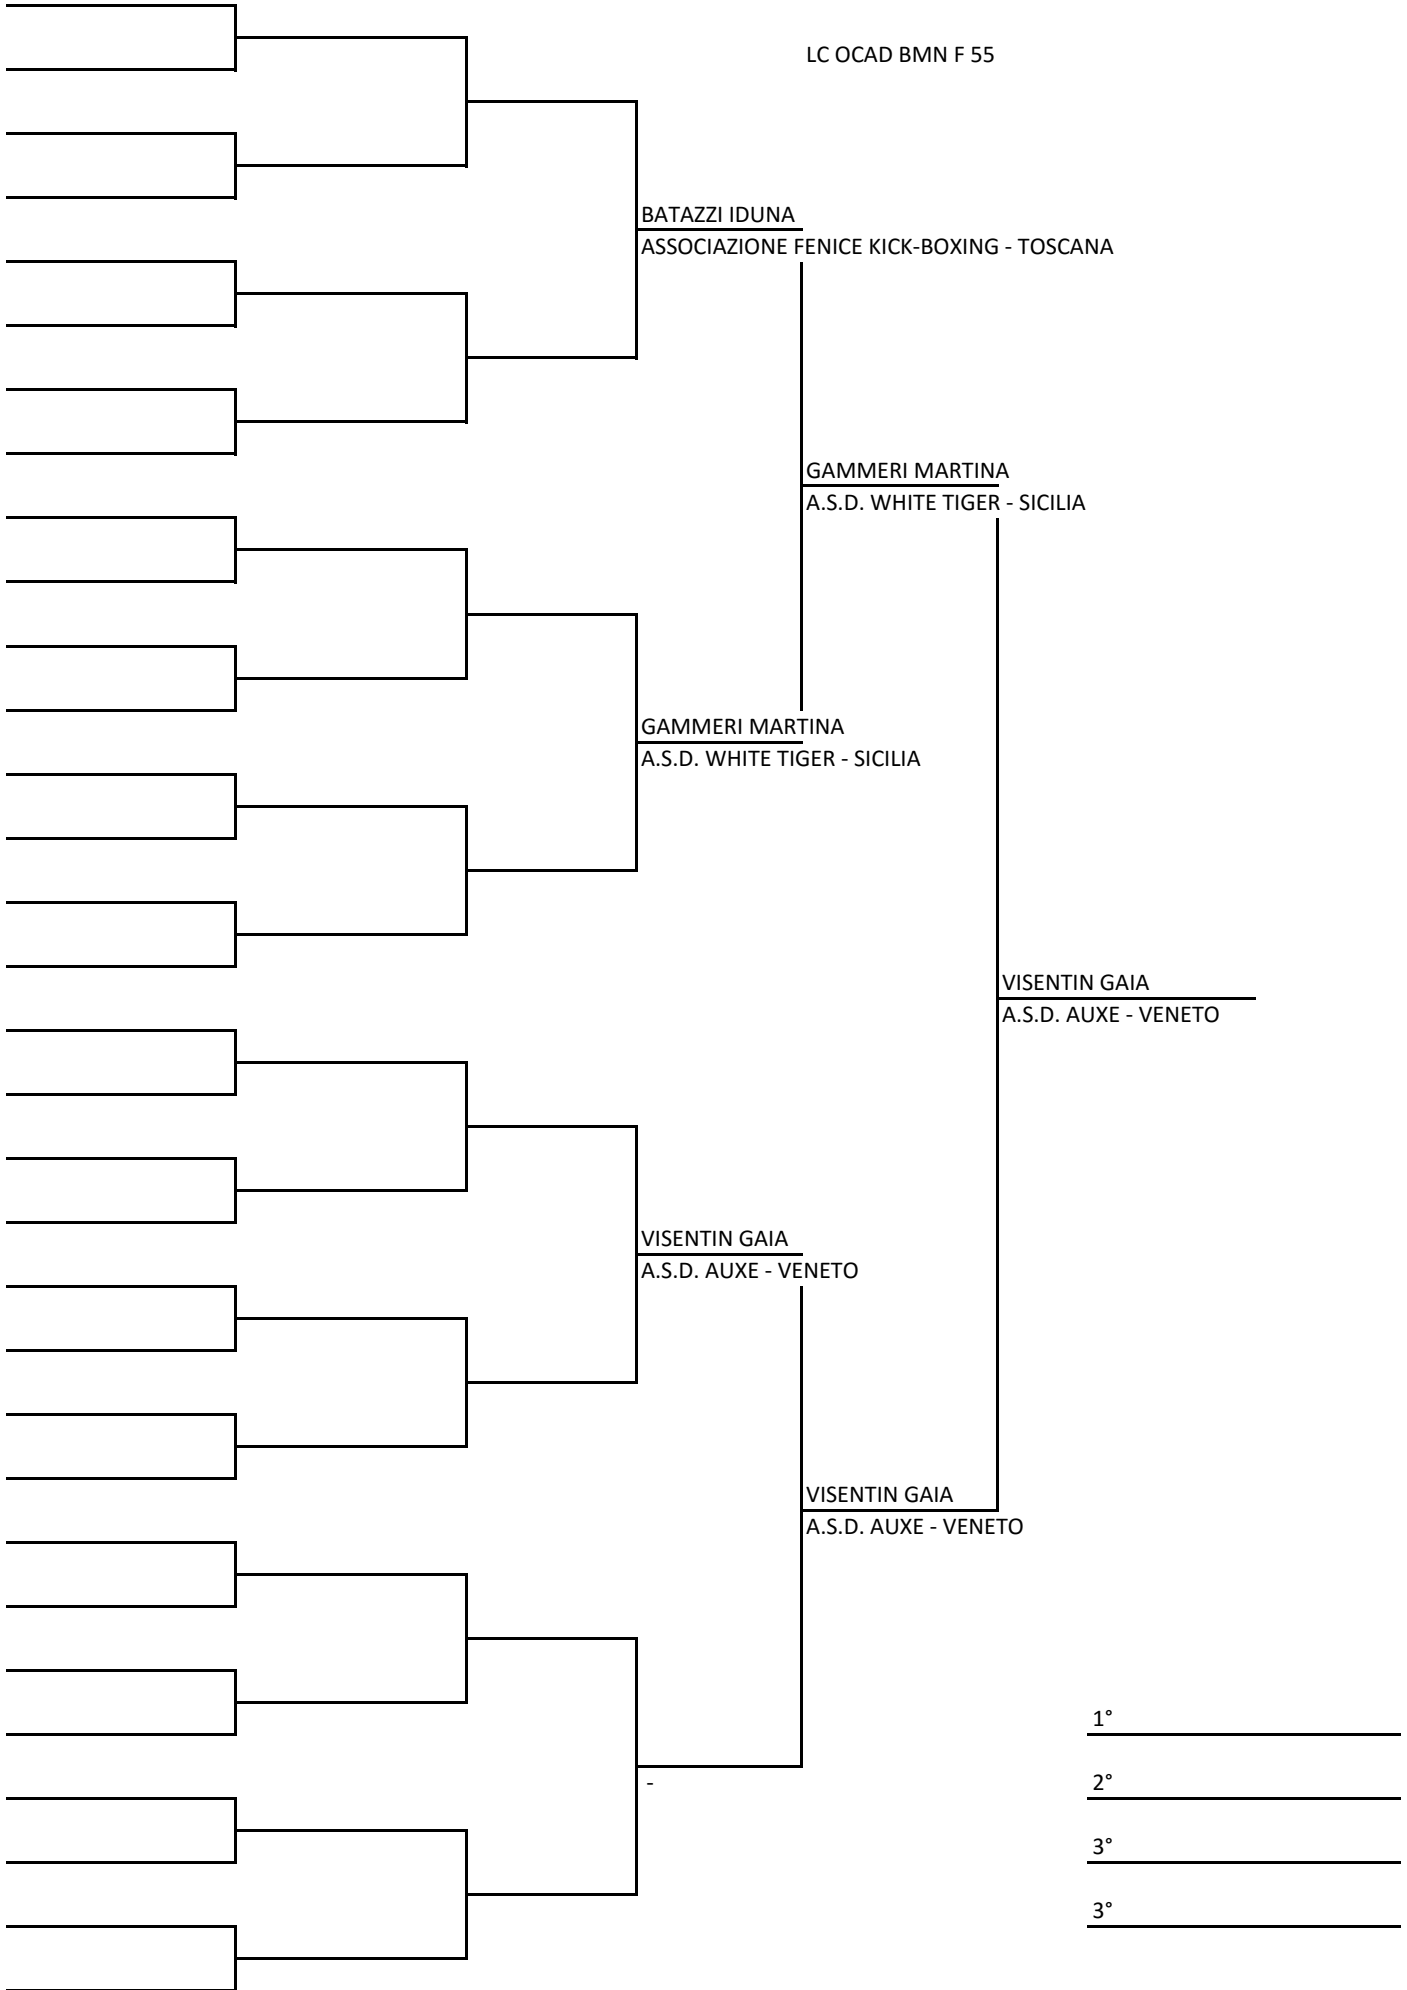 LC OCAD BMN F 55
BATAZZI IDUNA
ASSOCIAZIONE FENICE KICK-BOXING - TOSCANA
GAMMERI MARTINA
A.S.D. WHITE TIGER - SICILIA
GAMMERI MARTINA
A.S.D. WHITE TIGER - SICILIA
VISENTIN GAIA
A.S.D. AUXE - VENETO
VISENTIN GAIA
A.S.D. AUXE - VENETO
VISENTIN GAIA
A.S.D. AUXE - VENETO
1°
-
2°
3°
3°